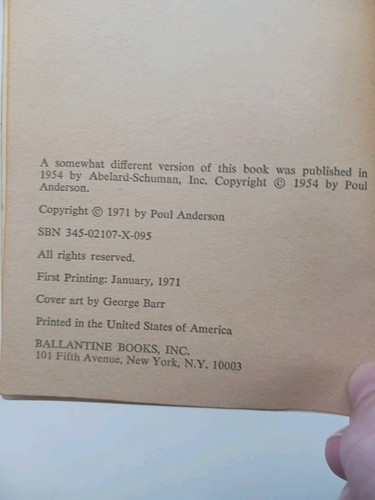 A somewhat different version of this book was published in
1954 by Abelard-Schuman, Inc. Copyright © 1954 by Poul
Anderson.
Copyright © 1971 by Poul Anderson
SBN 345-02107-X-095
All rights reserved.
First Printing: January, 1971
Cover art by George Barr
Printed in the United States of America
BALLANTINE BOOKS, INC.
101 Fifth Avenue, New York, N.Y. 10003